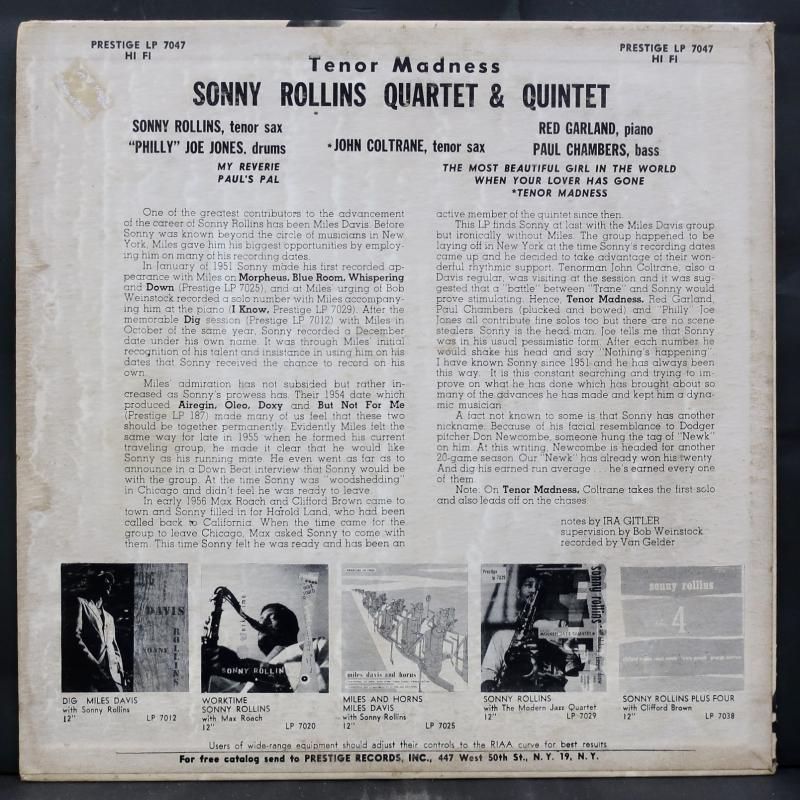 PRESTIGE LP 7047
HI FI
PRESTIGE LP 7047
HI FI
Tenor Madness
SONNY ROLLINS QUARTET & QUINTET
SONNY ROLLINS, tenor sax
"PHILLY" JOE JONES, drums
*JOHN COLTRANE, tenor sax
RED GARLAND, piano
PAUL CHAMBERS, bass
MY REVERIE
PAUL'S PAL
THE MOST BEAUTIFUL GIRL IN THE WORLD
WHEN YOUR LOVER HAS GONE
*TENOR MADNESS
One of the greatest contributors to the advancement
of the career of Sonny Rollins has been Miles Davis. Before
Sonny was known beyond the circle of musicians in New
York, Miles gave him his biggest opportunities by employ-
ing him on many of his recording dates.
In January of 1951 Sonny made his first recorded ap-
pearance with Miles on Morpheus, Blue Room, Whispering
and Down (Prestige LP 7025), and at Miles' urging of Bob
Weinstock recorded a solo number with Miles accompany-
ing him at the piano (I Know, Prestige LP 7029). After the
memorable Dig session (Prestige LP 7012) with Miles in
October of the same year, Sonny recorded a December
date under his own name. It was through Miles' initial
recognition of his talent and insistance in using him on his
dates that Sonny received the chance to record on his
own.
Miles' admiration has not subsided but rather in-
creased as Sonny's prowess has. Their 1954 date which
produced Airegin, Oleo, Doxy and But Not For Me
(Prestige LP 187) made many of us feel that these two
should be together permanently. Evidently Miles felt the
same way for late in 1955 when he formed his current
traveling group, he made it clear that he would like
Sonny as his running mate. He even went as far as to
announce in a Down Beat interview that Sonny would be
with the group. At the time Sonny was "woodshedding"
in Chicago and didn't feel he was ready to leave.
In early 1956 Max Roach and Clifford Brown came to
town and Sonny filled in for Harold Land, who had been
called back to California. When the time came for the
group to leave Chicago, Max asked Sonny to come with
them. This time Sonny felt he was ready and has been an
active member of the quintet since then.
This LP finds Sonny at last with the Miles Davis group
but ironically without Miles. The group happened to be
laying off in New York at the time Sonny's recording dates
came up and he decided to take advantage of their won-
derful rhythmic support. Tenorman John Coltrane, also a
Davis regular, was visiting at the session and it was sug-
gested that a "battle" between "Trane" and Sonny would
prove stimulating. Hence, Tenor Madness. Red Garland,
Paul Chambers (plucked and bowed) and "Philly" Joe
Jones all contribute fine solos too but there are no scene
stealers. Sonny is the head man. Joe tells me that Sonny
was in his usual pessimistic form. After each number he
would shake his head and say "Nothing's happening".
I have known Sonny since 1951 and he has always been
this way. It is this constant searching and trying to im-
prove on what he has done which has brought about so
many of the advances he has made and kept him a dyna-
mic musician.
A fact not known to some is that Sonny has another
nickname. Because of his facial resemblance to Dodger
pitcher Don Newcombe, someone hung the tag of "Newk"
on him. At this writing, Newcombe is headed for another
20-game season. Our "Newk" has already won his twenty.
And dig his earned run average . . . he's earned every one
of them.
Note: On Tenor Madness, Coltrane takes the first solo
and also leads off on the chases.
notes by IRA GITLER
supervision by Bob Weinstock
recorded by Van Gelder
DIG
DAVIS
SONNY
ROLLINS
SONNY ROLLINS
miles davis and horns
Prestige
lp 7029
sonny rollins
MODERN JAZZ QUARTET
sonny rollins
4
DIG MILES DAVIS
with Sonny Rollins
12" LP 7012
WORKTIME
SONNY ROLLINS
with Max Roach
12" LP 7020
MILES AND HORNS
MILES DAVIS
with Sonny Rollins
12" LP 7025
SONNY ROLLINS
with The Modern Jazz Quartet
12" LP 7029
SONNY ROLLINS PLUS FOUR
with Clifford Brown
12" LP 7038
Users of wide-range equipment should adjust their controls to the RIAA curve for best results
For free catalog send to PRESTIGE RECORDS, INC., 447 West 50th St., N. Y. 19, N. Y.